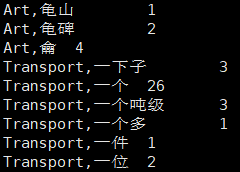 Art,龟山 1
Art,龟碑 2
Art,龠 4
Transport,一下子 3
Transport,一个 26
Transport,一个吨级 3
Transport,一个多 1
Transport,一件 1
Transport,一位 2